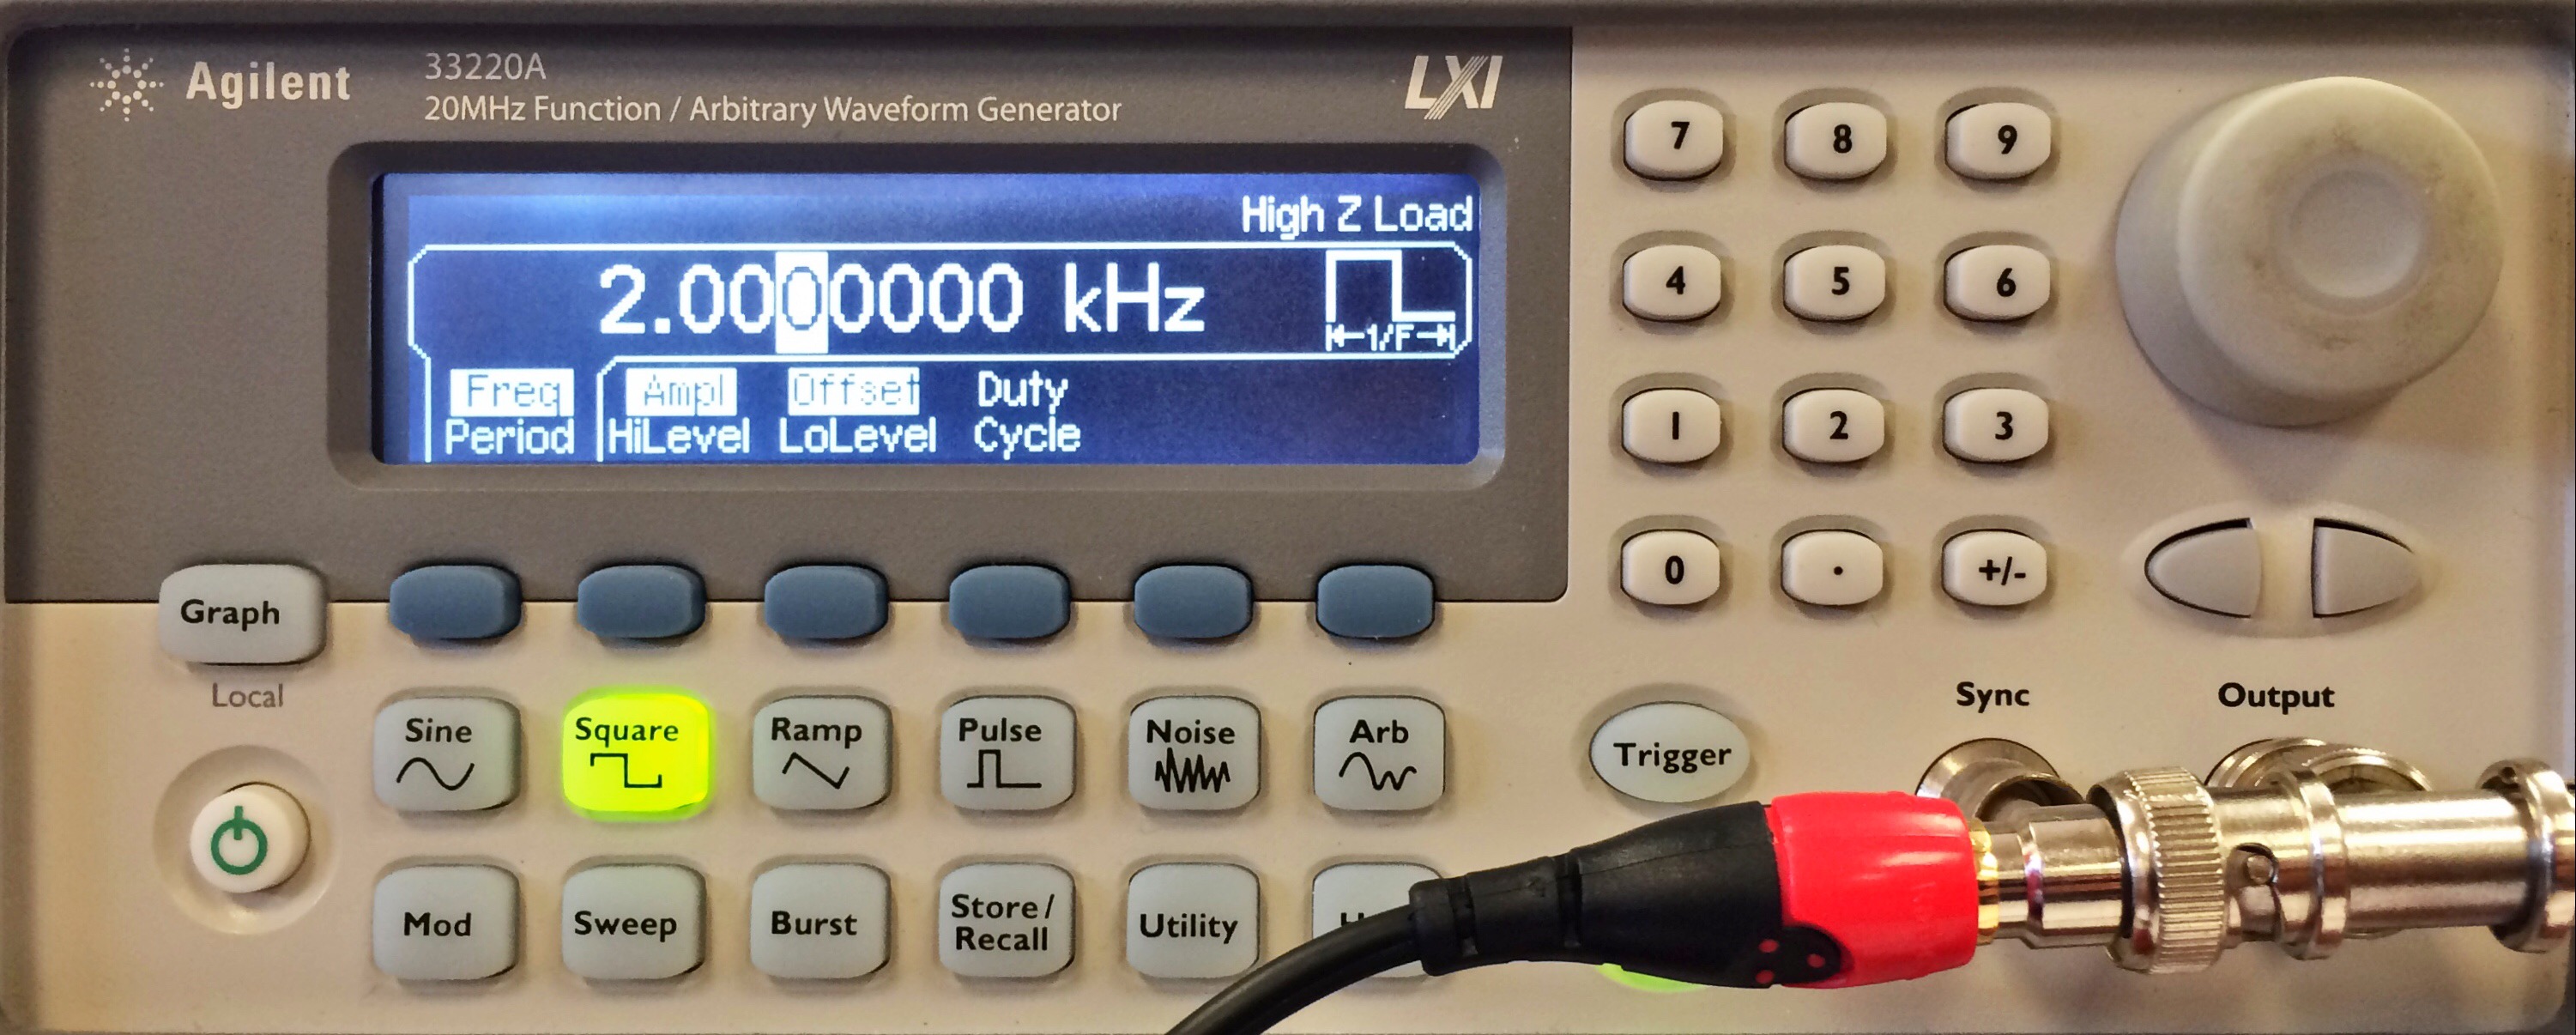 Agilent
33220A
20MHz Function / Arbitrary Waveform Generator
LXI
High Z Load
2.0000000 kHz
|←1/F→|
Freq Ampl Offset Duty
Period HiLevel LoLevel Cycle
7 8 9
4 5 6
1 2 3
0 . +/-
Graph
Local
Sine Square Ramp Pulse Noise Arb
Trigger
Sync
Output
Mod Sweep Burst Store/
Recall
Utility